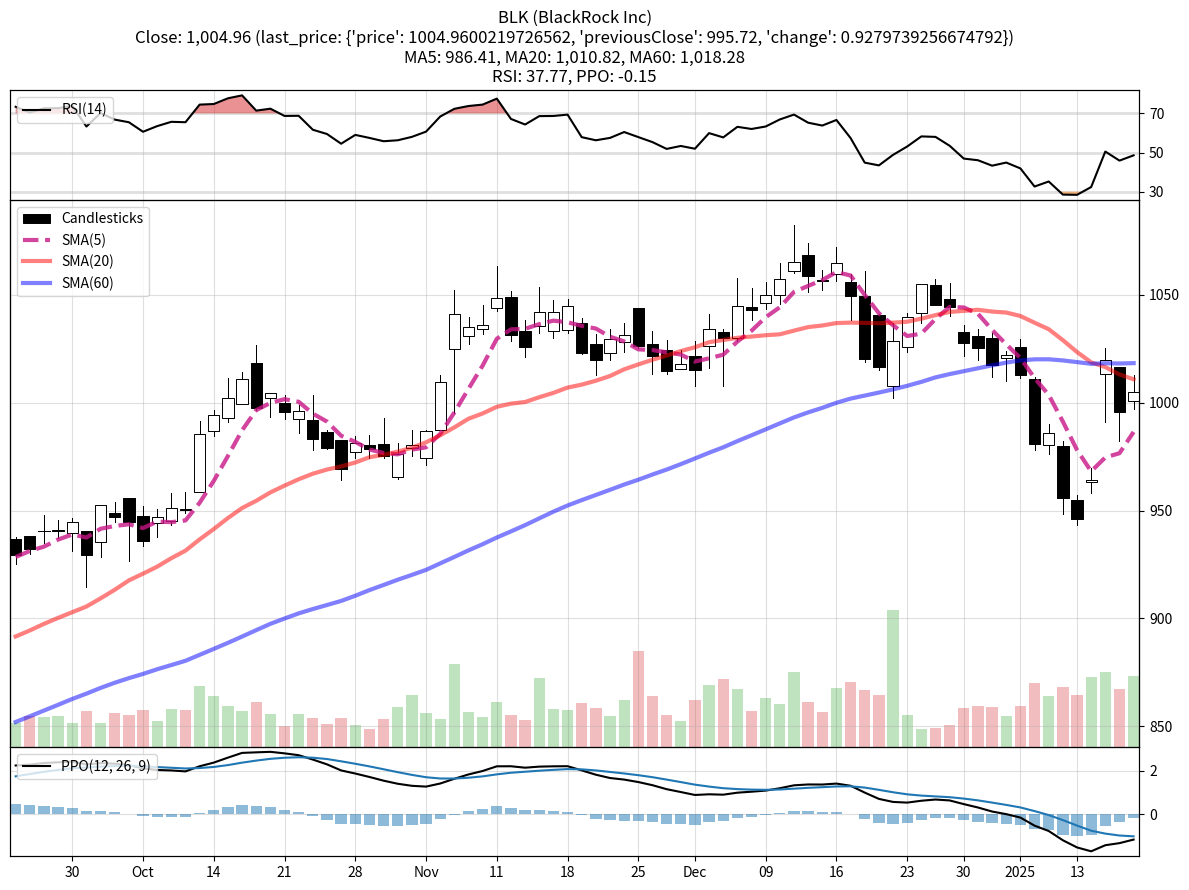 BLK (BlackRock Inc)
Close: 1,004.96 (last_price: {'price': 1004.9600219726562, 'previousClose': 995.72, 'change': 0.9279739256674792})
MA5: 986.41, MA20: 1,010.82, MA60: 1,018.28
RSI: 37.77, PPO: -0.15
RSI(14)
70
50
30
Candlesticks
SMA(5)
SMA(20)
SMA(60)
1050
1000
950
900
850
PPO(12, 26, 9)
2
0
30 Oct 14 21 28 Nov 11 18 25 Dec 09 16 23 30 2025 13